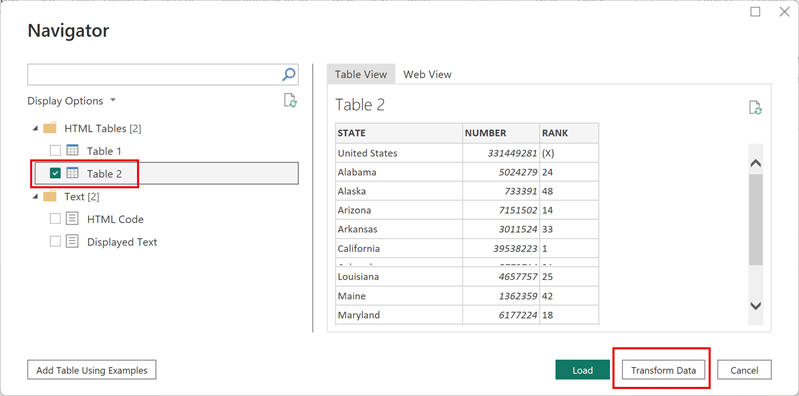 Navigator
Display Options
HTML Tables [2]
Table 1
Table 2
Text [2]
HTML Code
Displayed Text
Add Table Using Examples
Table View Web View
Table 2
STATE NUMBER RANK
United States 331449281 (X)
Alabama 5024279 24
Alaska 733391 48
Arizona 7151502 14
Arkansas 3011524 33
California 39538223 1
Louisiana 4657757 25
Maine 1362359 42
Maryland 6177224 18
Load Transform Data Cancel